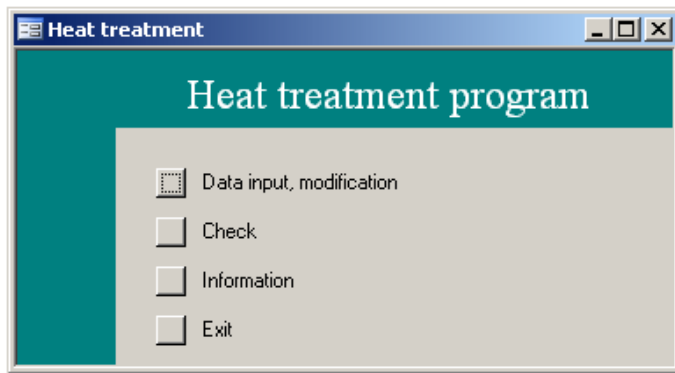 Heat treatment
Heat treatment program
Data input, modification
Check
Information
Exit